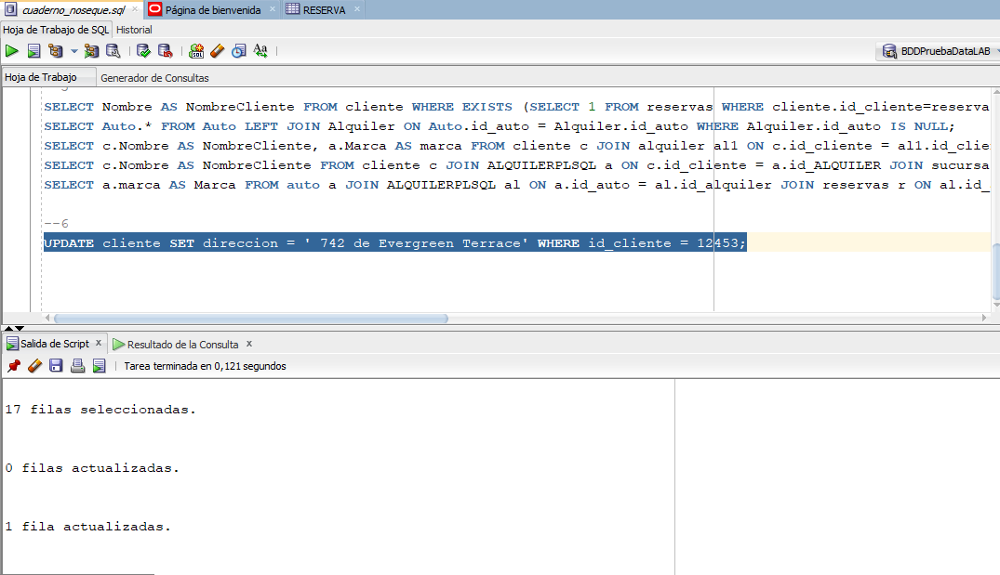 cuaderno_noseque.sql Página de bienvenida RESERVA
Hoja de Trabajo de SQL Historial
BDDPruebaDataLAB
Hoja de Trabajo Generador de Consultas
SELECT Nombre AS NombreCliente FROM cliente WHERE EXISTS (SELECT 1 FROM reservas WHERE cliente.id_cliente=reserva
SELECT Auto.* FROM Auto LEFT JOIN Alquiler ON Auto.id_auto = Alquiler.id_auto WHERE Alquiler.id_auto IS NULL;
SELECT c.Nombre AS NombreCliente, a.Marca AS marca FROM cliente c JOIN alquiler al1 ON c.id_cliente = al1.id_clie
SELECT c.Nombre AS NombreCliente FROM cliente c JOIN ALQUILERPLSQL a ON c.id_cliente = a.id_ALQUILER JOIN sucursa
SELECT a.marca AS Marca FROM auto a JOIN ALQUILERPLSQL al ON a.id_auto = al.id_alquiler JOIN reservas r ON al.id_
--6
UPDATE cliente SET direccion = ' 742 de Evergreen Terrace' WHERE id_cliente = 12453;
Salida de Script x Resultado de la Consulta x
Tarea terminada en 0,121 segundos
17 filas seleccionadas.
0 filas actualizadas.
1 fila actualizadas.